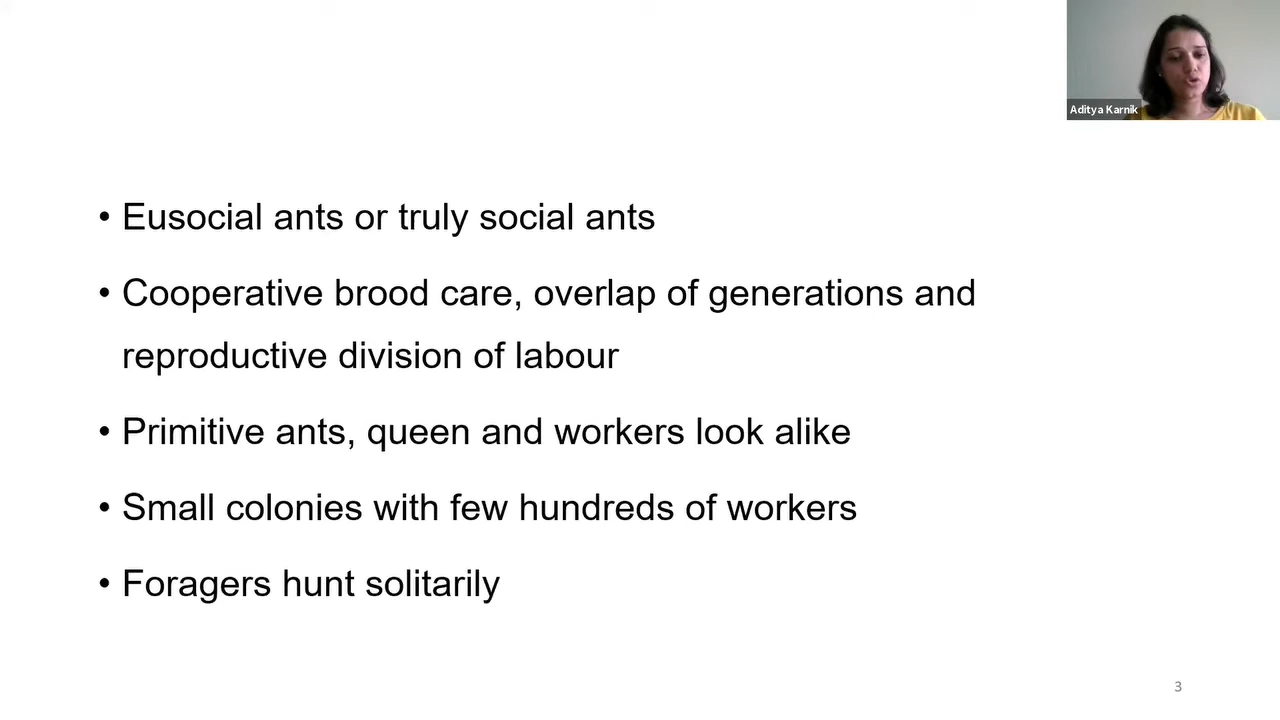 Aditya Karnik
• Eusocial ants or truly social ants
• Cooperative brood care, overlap of generations and
reproductive division of labour
• Primitive ants, queen and workers look alike
• Small colonies with few hundreds of workers
• Foragers hunt solitarily
3